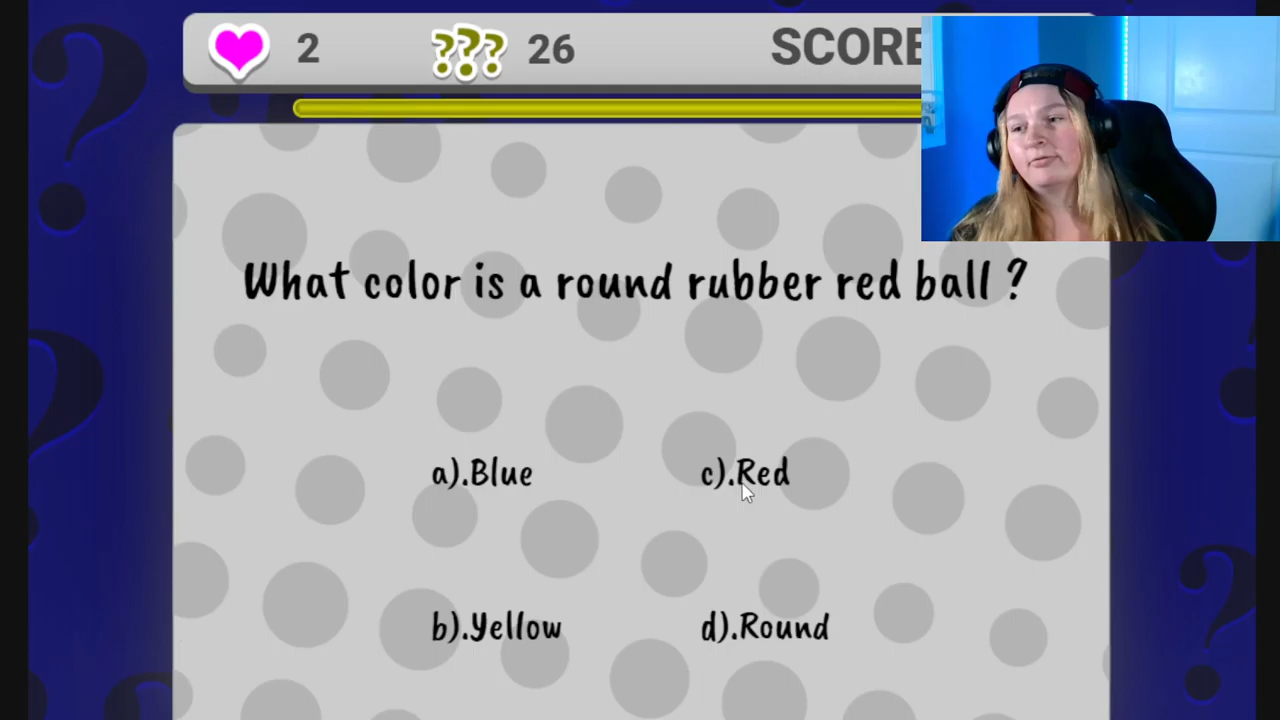 2 ??? 26 SCORE
What color is a round rubber red ball ?
a).Blue
c).Red
b).Yellow
d).Round